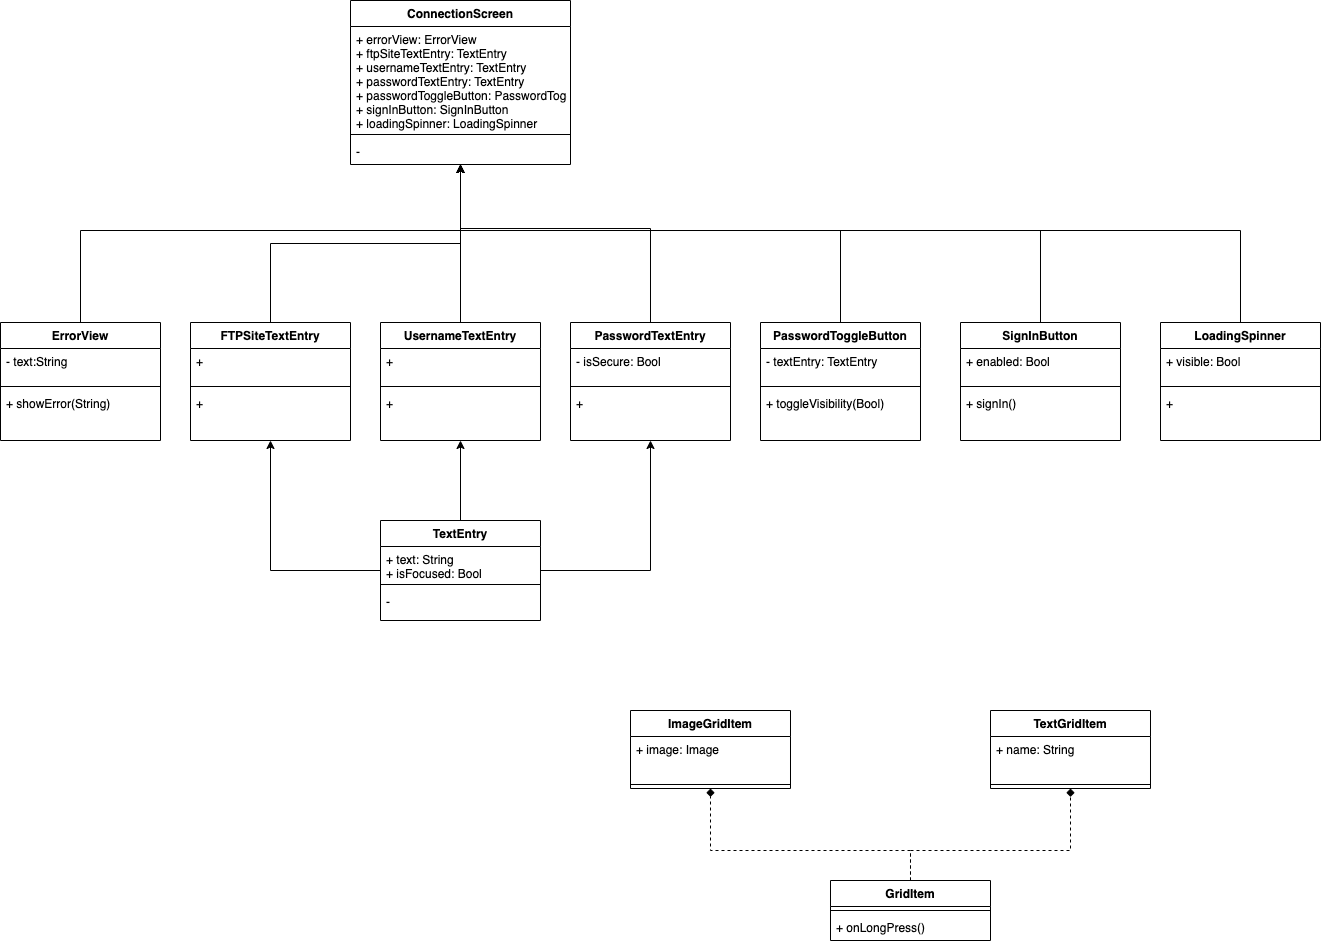 ConnectionScreen
+ errorView: ErrorView
+ ftpSiteTextEntry: TextEntry
+ usernameTextEntry: TextEntry
+ passwordTextEntry: TextEntry
+ passwordToggleButton: PasswordTog
+ signInButton: SignInButton
+ loadingSpinner: LoadingSpinner
-
ErrorView
- text:String
+ showError(String)
FTPSiteTextEntry
+
+
UsernameTextEntry
+
+
PasswordTextEntry
- isSecure: Bool
+
PasswordToggleButton
- textEntry: TextEntry
+ toggleVisibility(Bool)
SignInButton
+ enabled: Bool
+ signIn()
LoadingSpinner
+ visible: Bool
+
TextEntry
+ text: String
+ isFocused: Bool
-
ImageGridItem
+ image: Image
TextGridItem
+ name: String
GridItem
+ onLongPress()